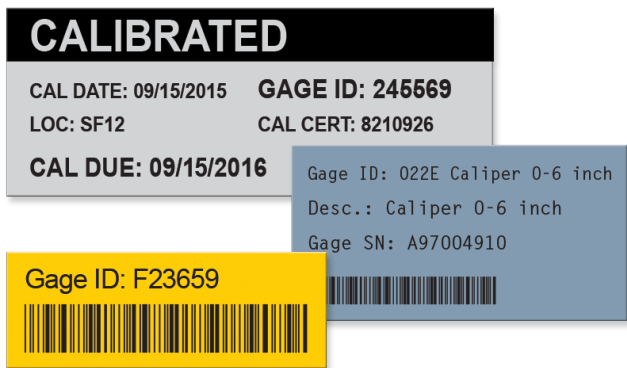 CALIBRATED
CAL DATE: 09/15/2015 GAGE ID: 245569
LOC: SF12 CAL CERT: 8210926
CAL DUE: 09/15/2016
Gage ID: 022E Caliper 0-6 inch
Desc.: Caliper 0-6 inch
Gage SN: A97004910
Gage ID: F23659